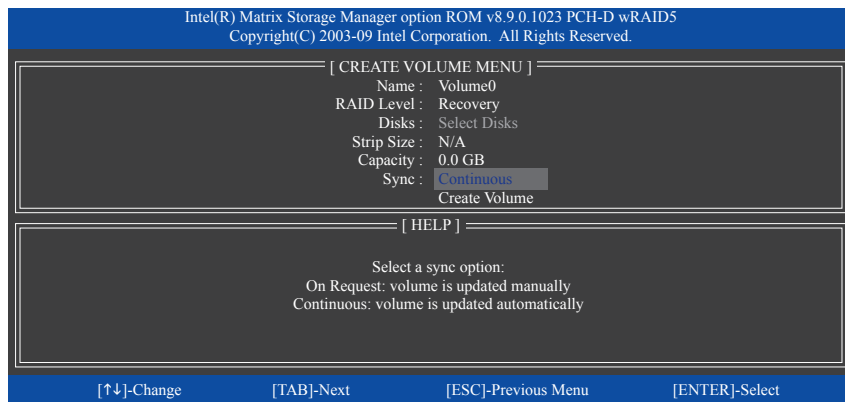 Intel(R) Matrix Storage Manager option ROM v8.9.0.1023 PCH-D wRAID5
Copyright(C) 2003-09 Intel Corporation.  All Rights Reserved.
[ CREATE VOLUME MENU ]
Name :   Volume0
RAID Level :   Recovery
Disks :   Select Disks
Strip Size :   N/A
Capacity :   0.0 GB
Sync :   Continuous
Create Volume
[ HELP ]
Select a sync option:
On Request: volume is updated manually
Continuous: volume is updated automatically
[↑↓]-Change   [TAB]-Next   [ESC]-Previous Menu   [ENTER]-Select